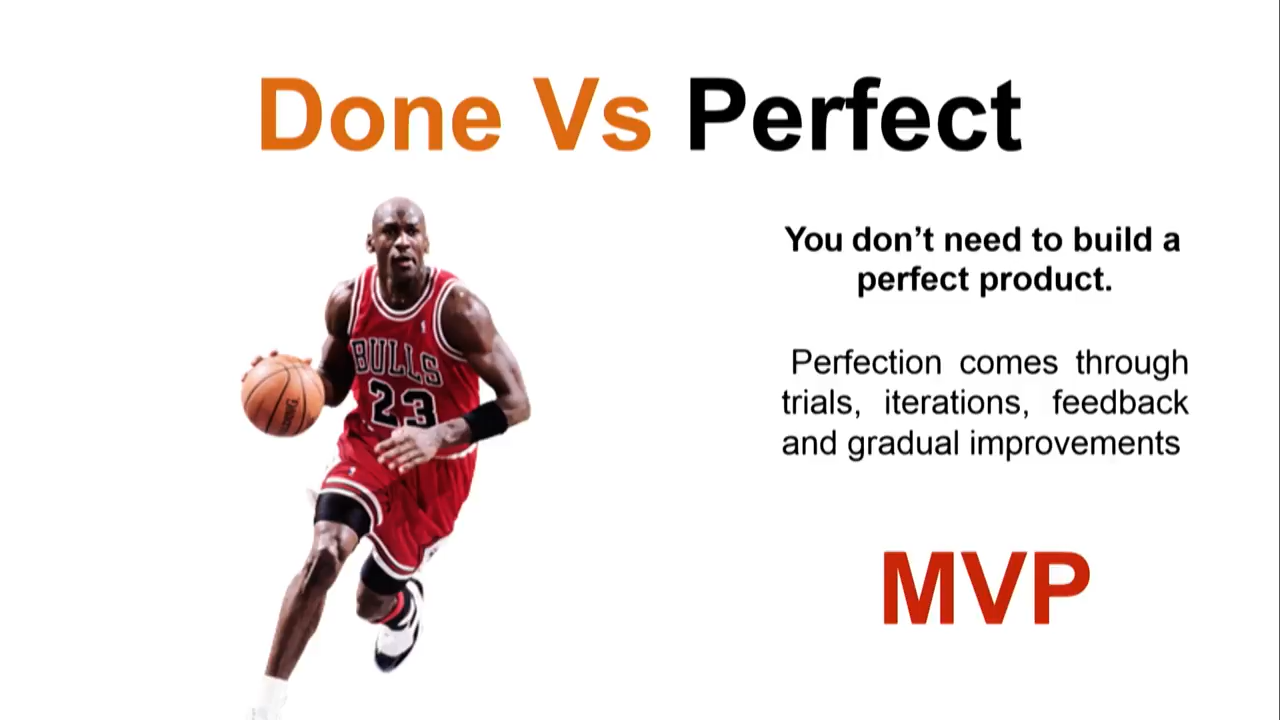 Done Vs Perfect
You don’t need to build a
perfect product.
Perfection comes through
trials, iterations, feedback
and gradual improvements
MVP
BULLS
23